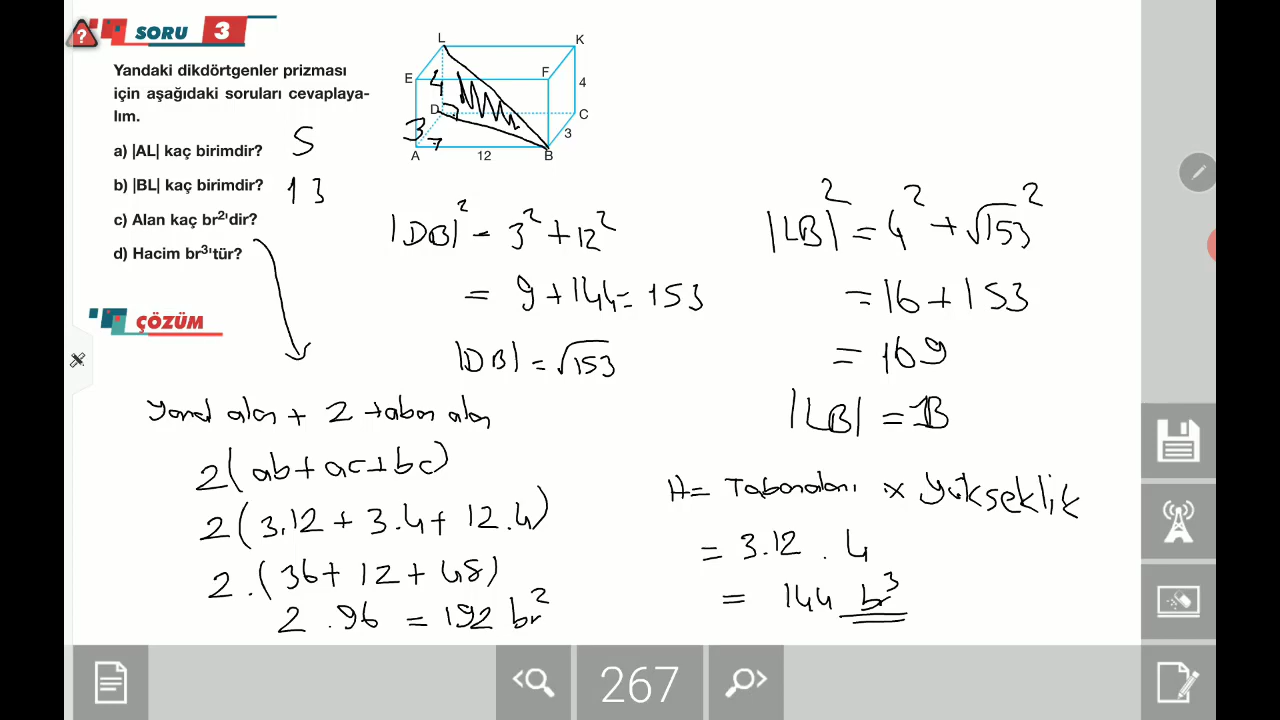 SORU 3
Yandaki dikdörtgenler prizması
için aşağıdaki soruları cevaplaya-
lım.
a) |AL| kaç birimdir? 5
b) |BL| kaç birimdir? 13
c) Alan kaç br²'dir?
d) Hacim br³'tür?
L K
E F
4 4
D C
3 3
A 12 B
|DB|² = 3² + 12²
= 9 + 144 = 153
|DB| = √153
|LB|² = 4² + √153²
= 16 + 153
= 169
|LB| = 13
ÇÖZÜM
Yanal alan + 2 taban alan
2(ab+ac+bc)
2(3.12 + 3.4 + 12.4)
2.(36 + 12 + 48)
2.96 = 192 br²
H = Taban alanı x yükseklik
= 3.12 . 4
= 144 br³
267